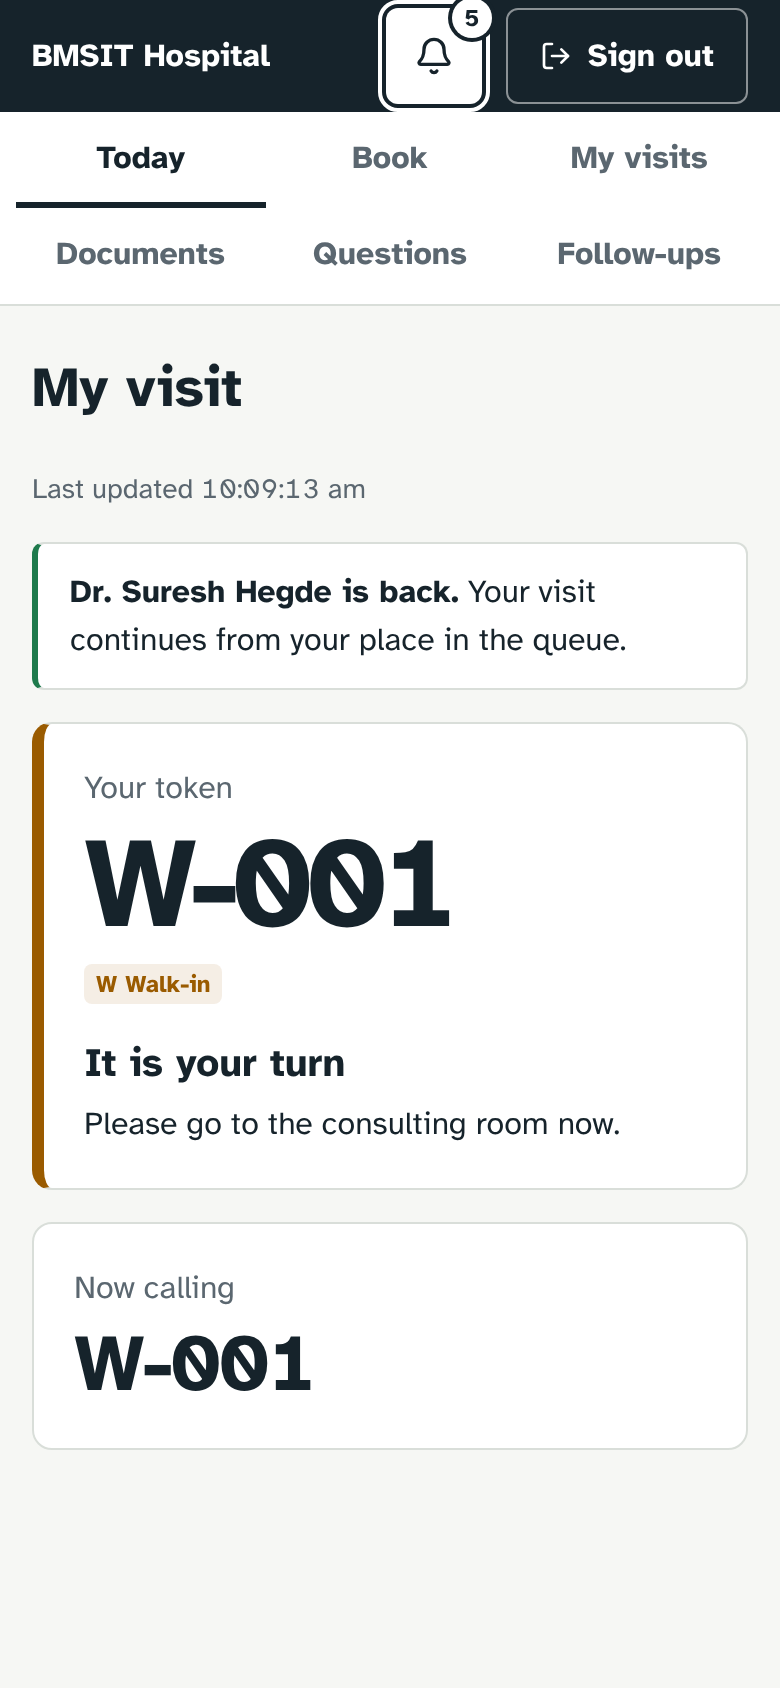 BMSIT Hospital
5
Sign out
Today
Book
My visits
Documents
Questions
Follow-ups
My visit
Last updated 10:09:13 am
Dr. Suresh Hegde is back. Your visit
continues from your place in the queue.
Your token
W-001
W Walk-in
It is your turn
Please go to the consulting room now.
Now calling
W-001